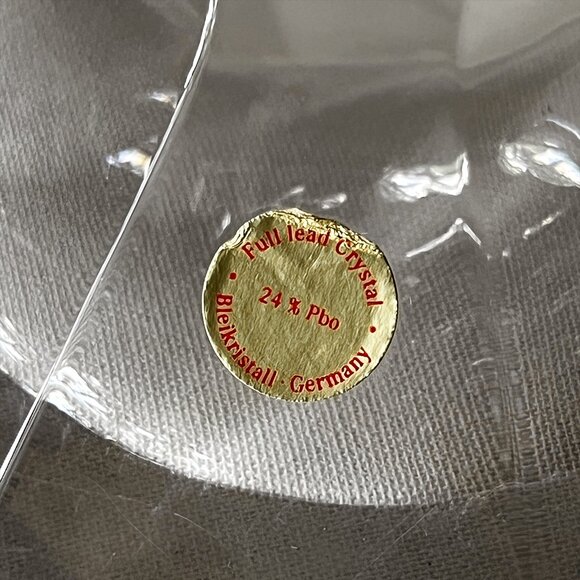 Full lead Crystal
24 % Pbo
• Bleikristall · Germany •